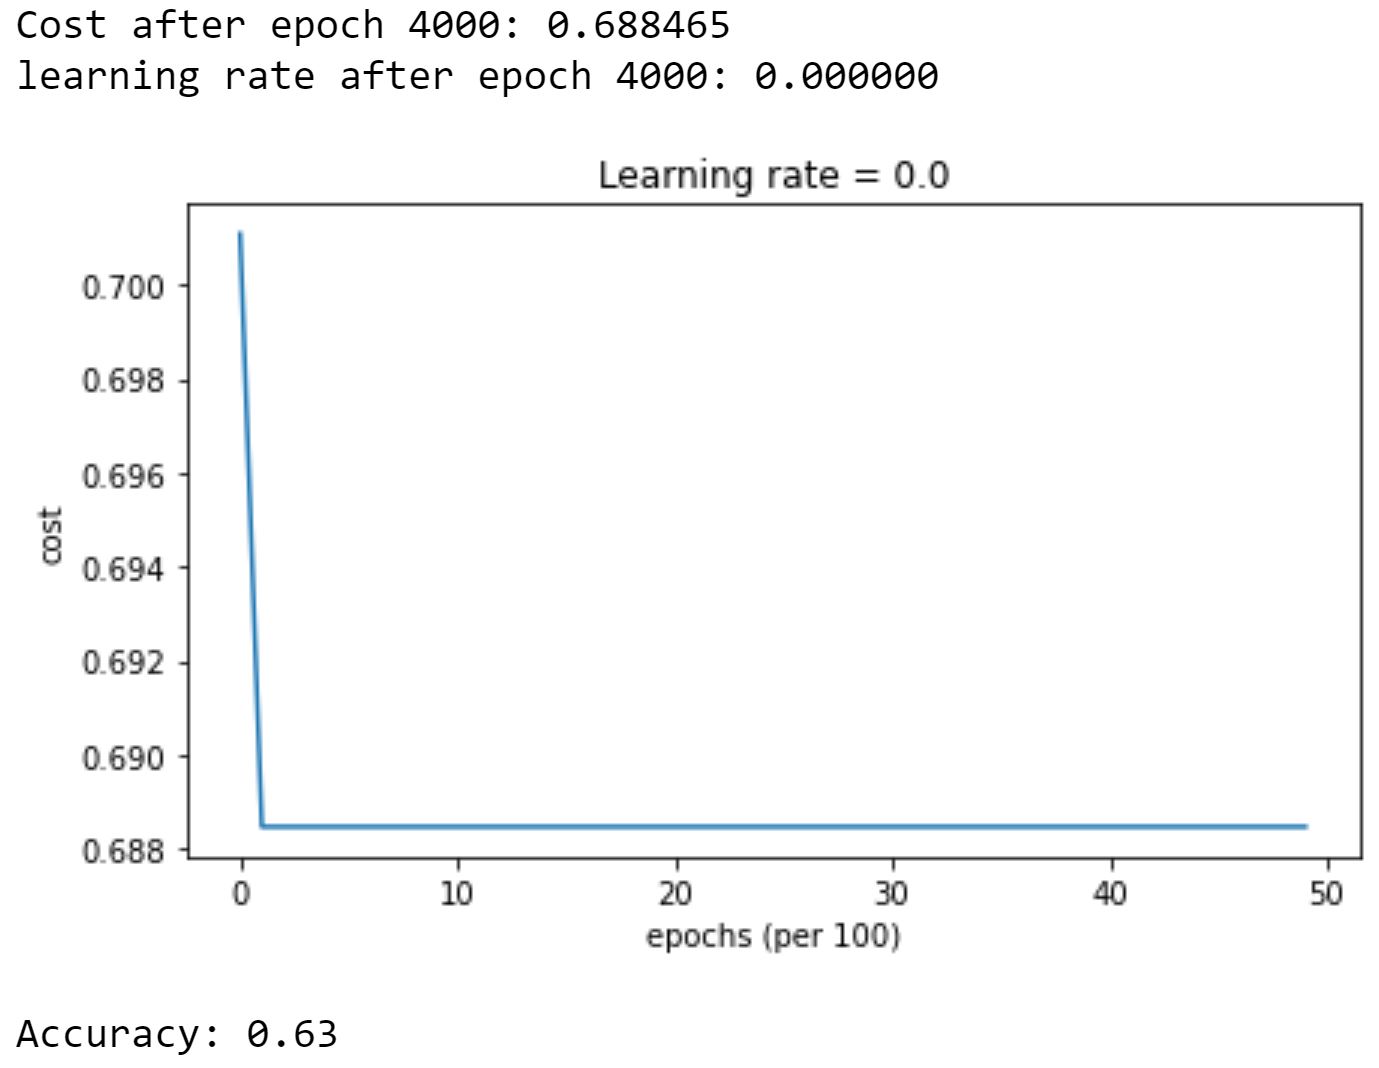 Cost after epoch 4000: 0.688465
learning rate after epoch 4000: 0.000000
Learning rate = 0.0
0.700
0.698
0.696
0.694
0.692
0.690
0.688
cost
0 10 20 30 40 50
epochs (per 100)
Accuracy: 0.63